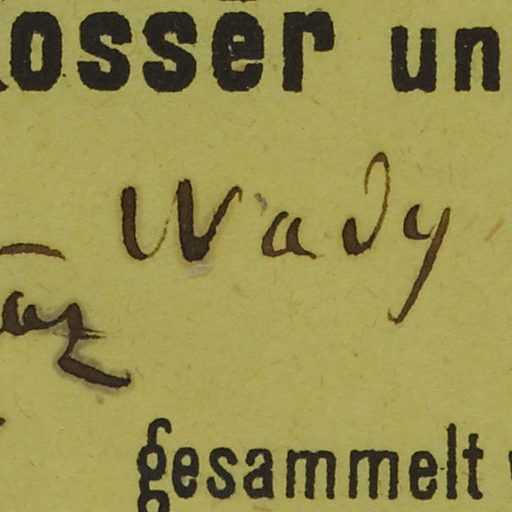 osser un
Wady
gesammelt